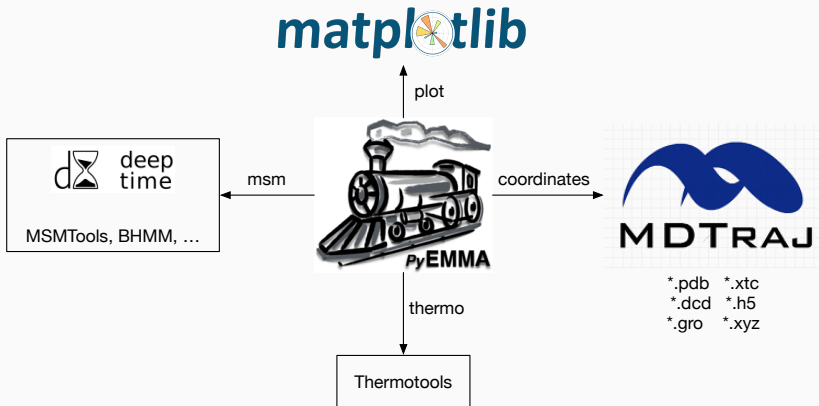 matplotlib
plot
deep
time
msm
coordinates
MSMTools, BHMM, ...
PyEMMA
MDTRAJ
*.pdb *.xtc
*.dcd *.h5
*.gro *.xyz
thermo
Thermotools